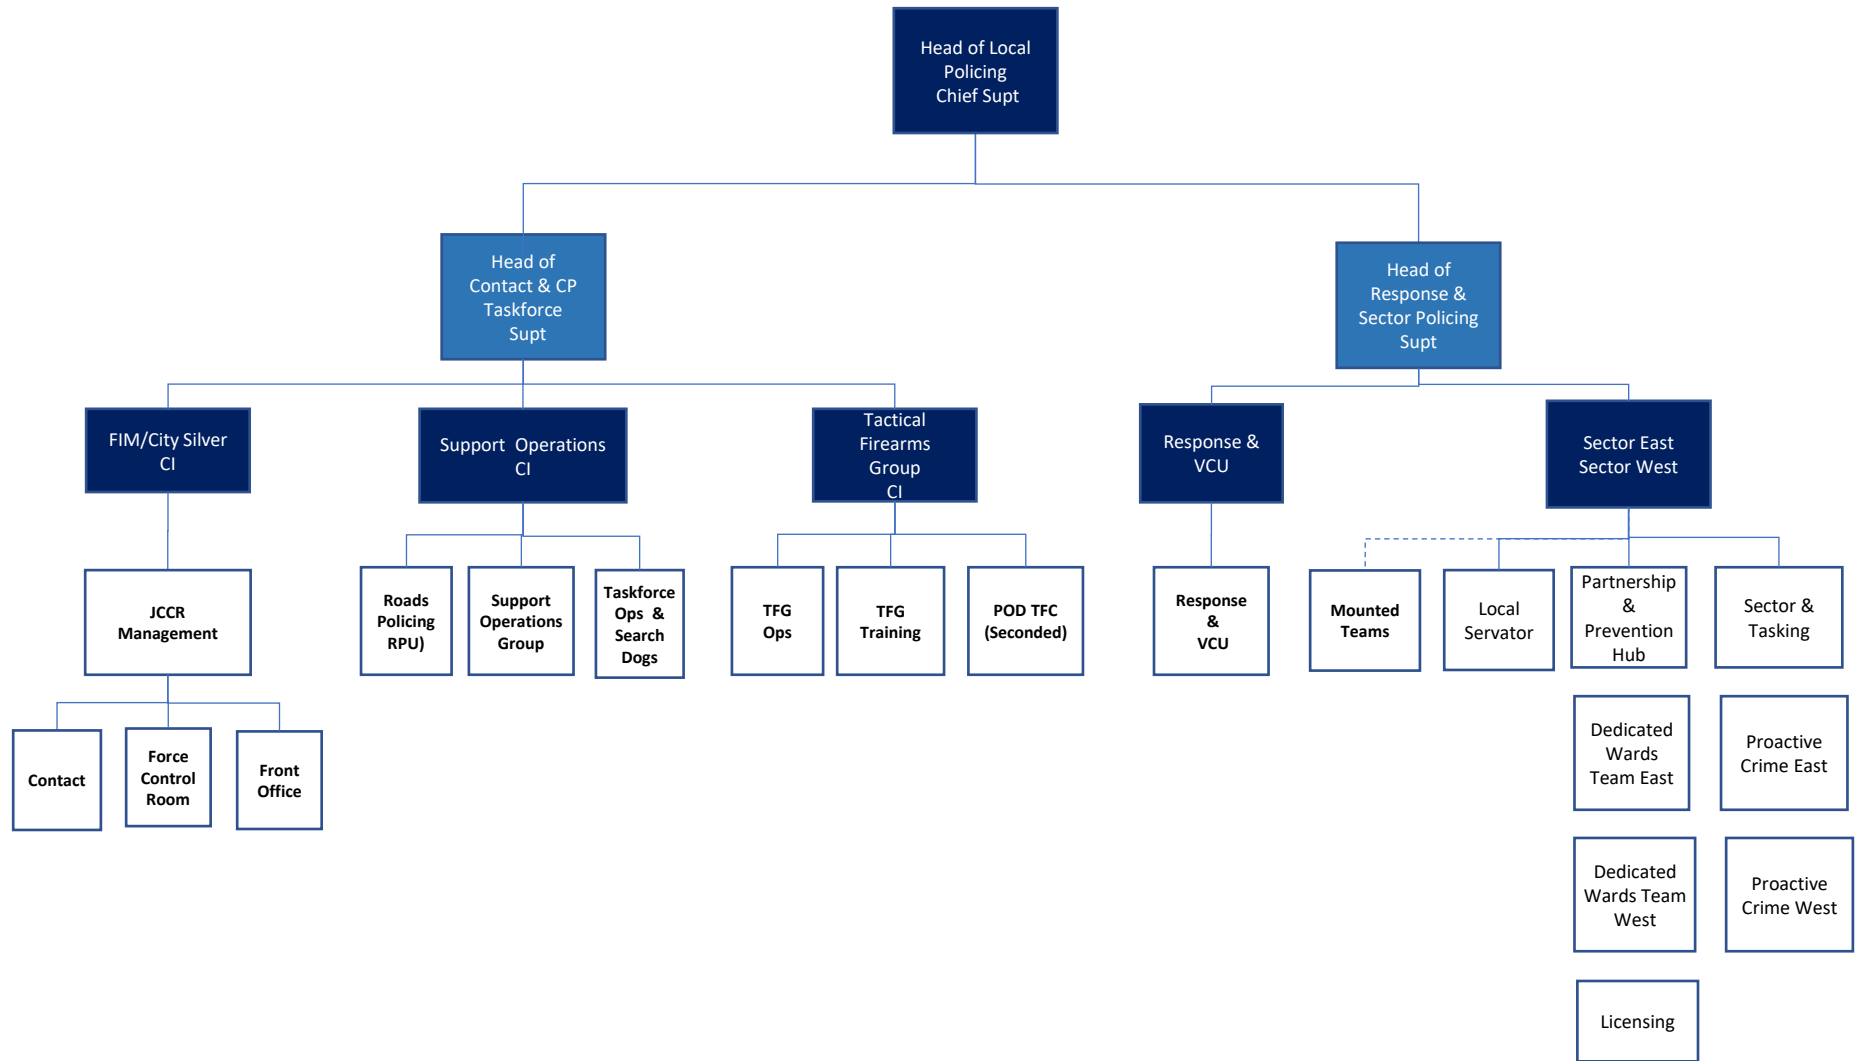 Head of Local
Policing
Chief Supt
Head of
Contact & CP
Taskforce
Supt
Head of
Response &
Sector Policing
Supt
FIM/City Silver
CI
Support Operations
CI
Tactical
Firearms
Group
CI
Response &
VCU
Sector East
Sector West
JCCR
Management
Roads
Policing
RPU)
Support
Operations
Group
Taskforce
Ops & 
Search
Dogs
TFG
Ops
TFG
Training
POD TFC
(Seconded)
Response
&
VCU
Mounted
Teams
Local
Servator
Partnership
&
Prevention
Hub
Sector &
Tasking
Contact
Force
Control
Room
Front
Office
Dedicated
Wards
Team East
Proactive
Crime East
Dedicated
Wards Team
West
Proactive
Crime West
Licensing